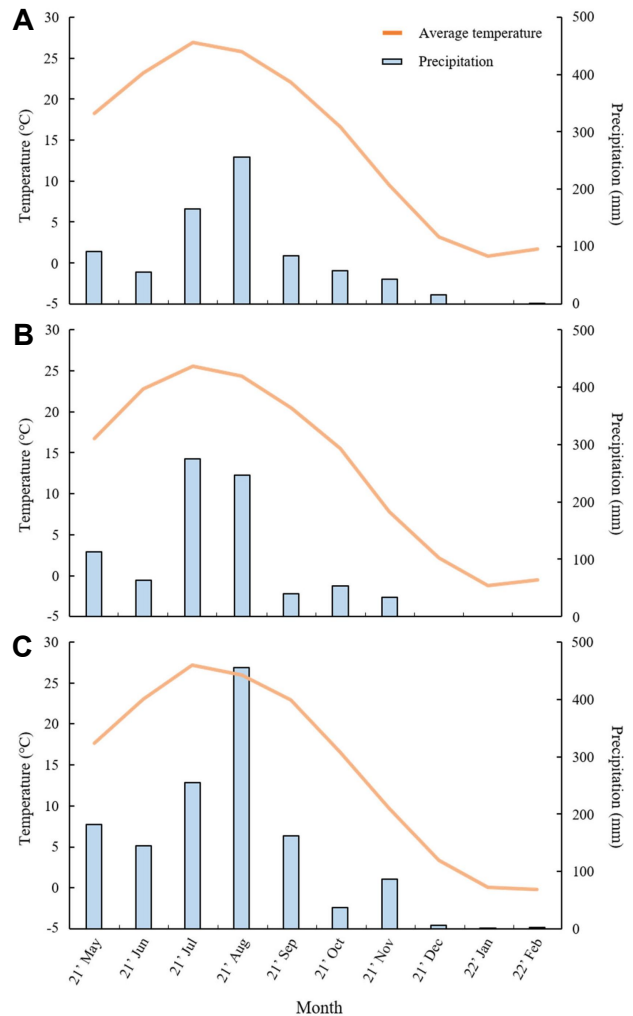 A
30
25
20
15
10
5
0
-5
Temperature (℃)
500
400
300
200
100
0
Precipitation (mm)
Average temperature
Precipitation
B
30
25
20
15
10
5
0
-5
Temperature (℃)
500
400
300
200
100
0
Precipitation (mm)
C
30
25
20
15
10
5
0
-5
Temperature (℃)
500
400
300
200
100
0
Precipitation (mm)
21' May
21' Jun
21' Jul
21' Aug
21' Sep
21' Oct
21' Nov
21' Dec
22' Jan
22' Feb
Month